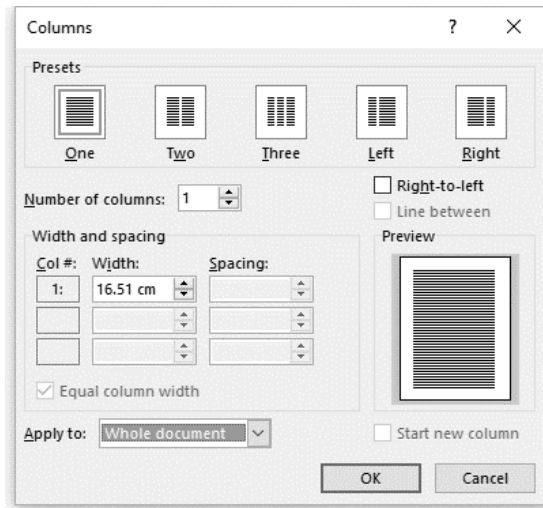 Columns ?
Presets
One Two Three Left Right
Number of columns: 1
Right-to-left
Line between
Width and spacing
Preview
Col #: Width: Spacing:
1: 16.51 cm
Equal column width
Apply to: Whole document
Start new column
OK Cancel